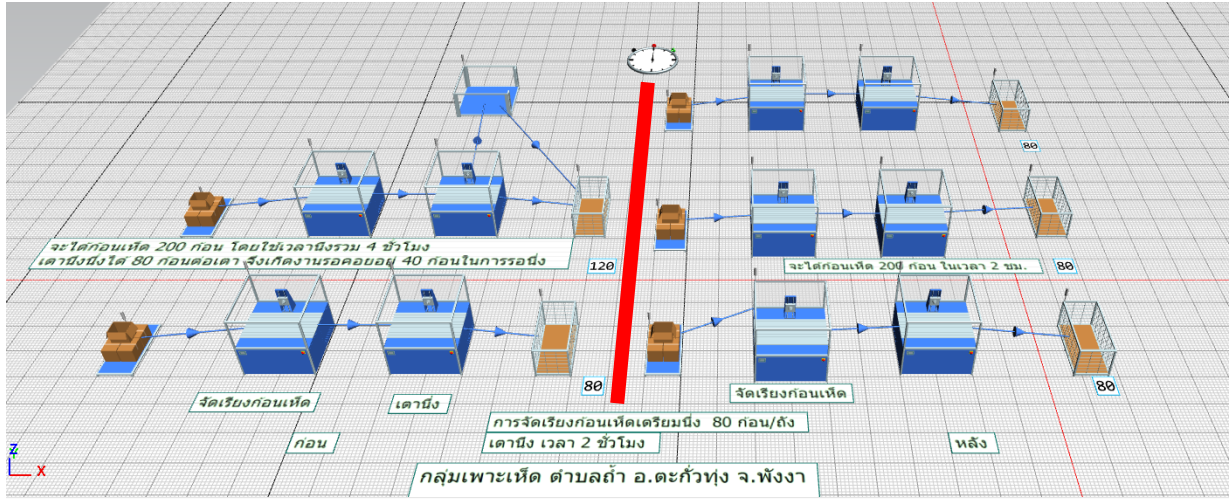 80
จะได้ก้อนเห็ด 200 ก้อน โดยใช้เวลานึ่งรวม 4 ชั่วโมง
เตานึ่งนึ่งได้ 80 ก้อนต่อเตา จึงเกิดงานรอคอยอยู่ 40 ก้อนในการรอนึ่ง
120
จะได้ก้อนเห็ด 200 ก้อน ในเวลา 2 ชม.
80
80
80
จัดเรียงก้อนเห็ด
เตานึ่ง
จัดเรียงก้อนเห็ด
การจัดเรียงก้อนเห็ดเตรียมนึ่ง 80 ก้อน/ถัง
ก่อน
เตานึ่ง เวลา 2 ชั่วโมง
หลัง
กลุ่มเพาะเห็ด ตำบลถ้ำ อ.ตะกั่วทุ่ง จ.พังงา
Z
X